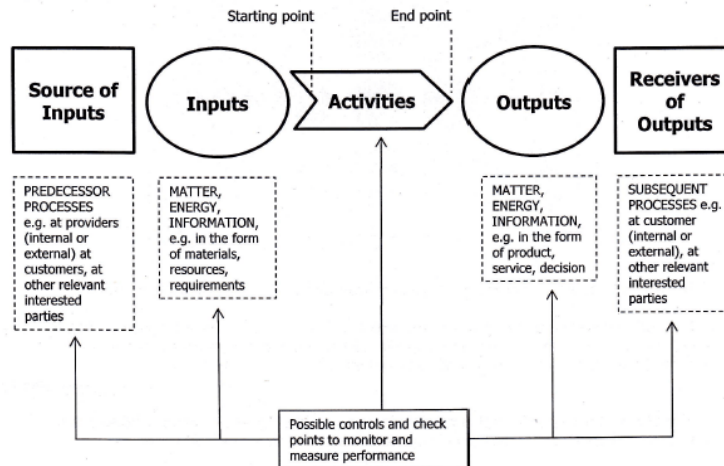 Starting point
End point
Source of
Inputs
Inputs
Activities
Outputs
Receivers
of
Outputs
PREDECESSOR
PROCESSES
e.g. at providers
(internal or
external) at
customers, at
other relevant
interested
parties
MATTER,
ENERGY,
INFORMATION,
e.g. in the form
of materials,
resources,
requirements
MATTER,
ENERGY,
INFORMATION,
e.g. in the form
of product,
service, decision
SUBSEQUENT
PROCESSES e.g.
at customer
(internal or
external), at
other relevant
interested
parties
Possible controls and check
points to monitor and
measure performance